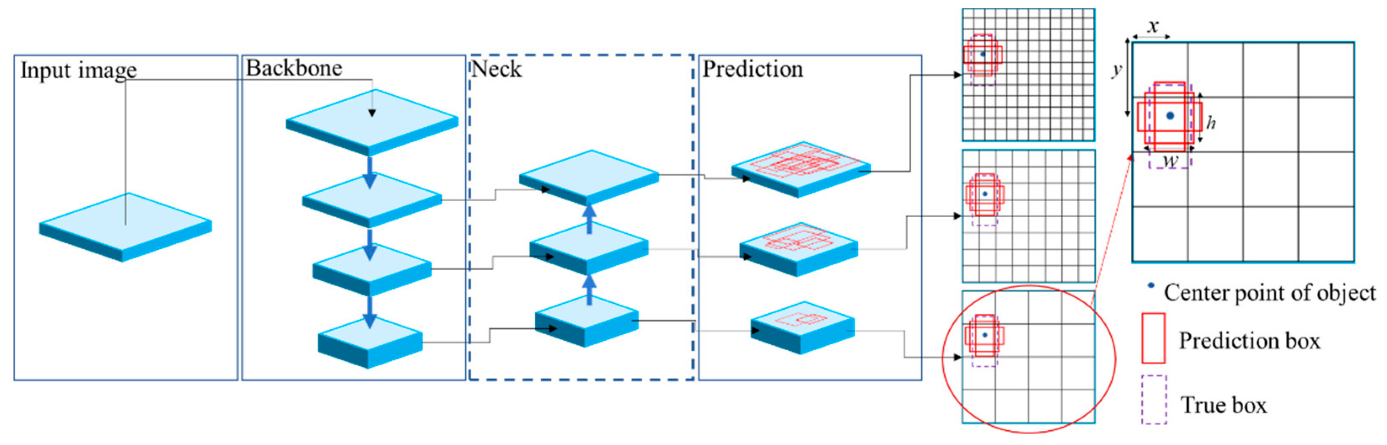 Input image
Backbone
Neck
Prediction
x
y
h
w
Center point of object
Prediction box
True box